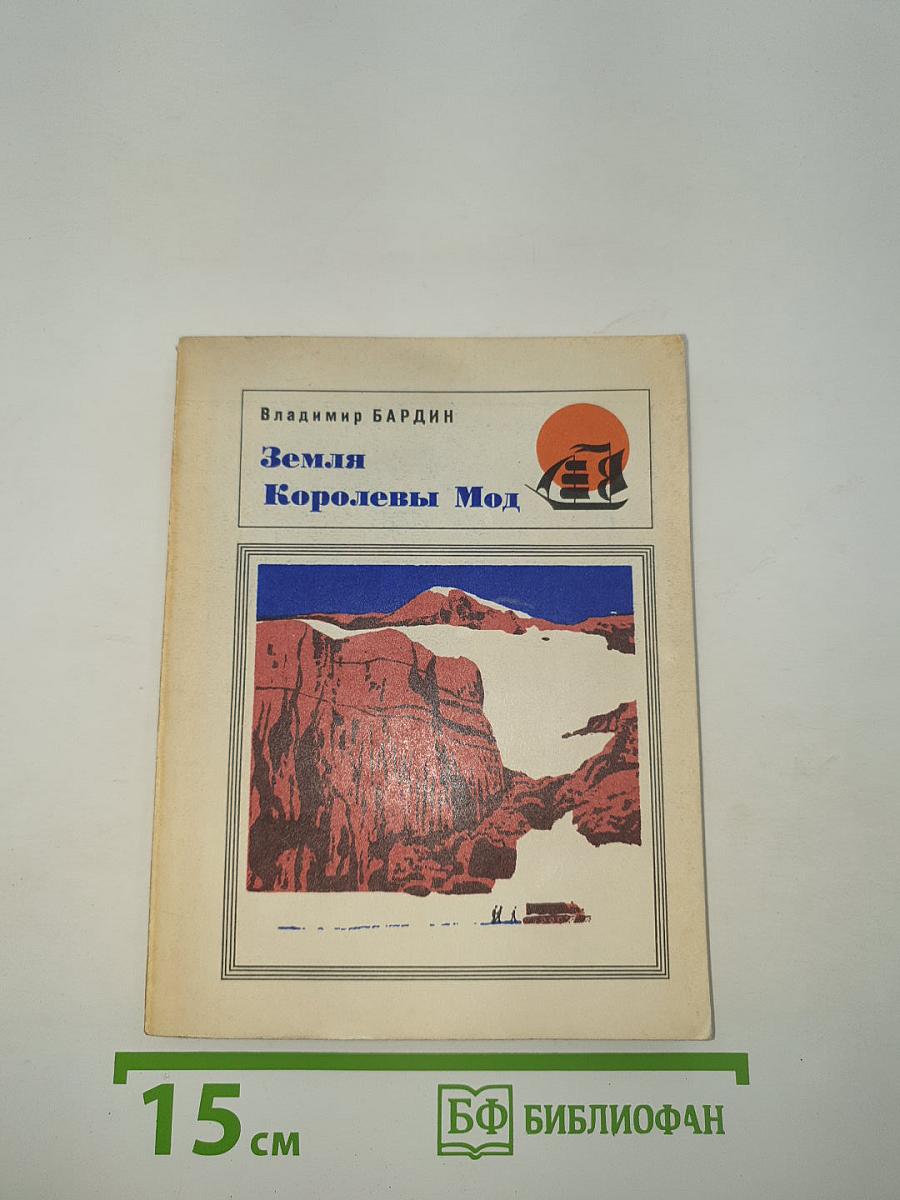 Владимир БАРДИН
Земля
Королевы Мод
15 см
БФ БИБЛИОФАН